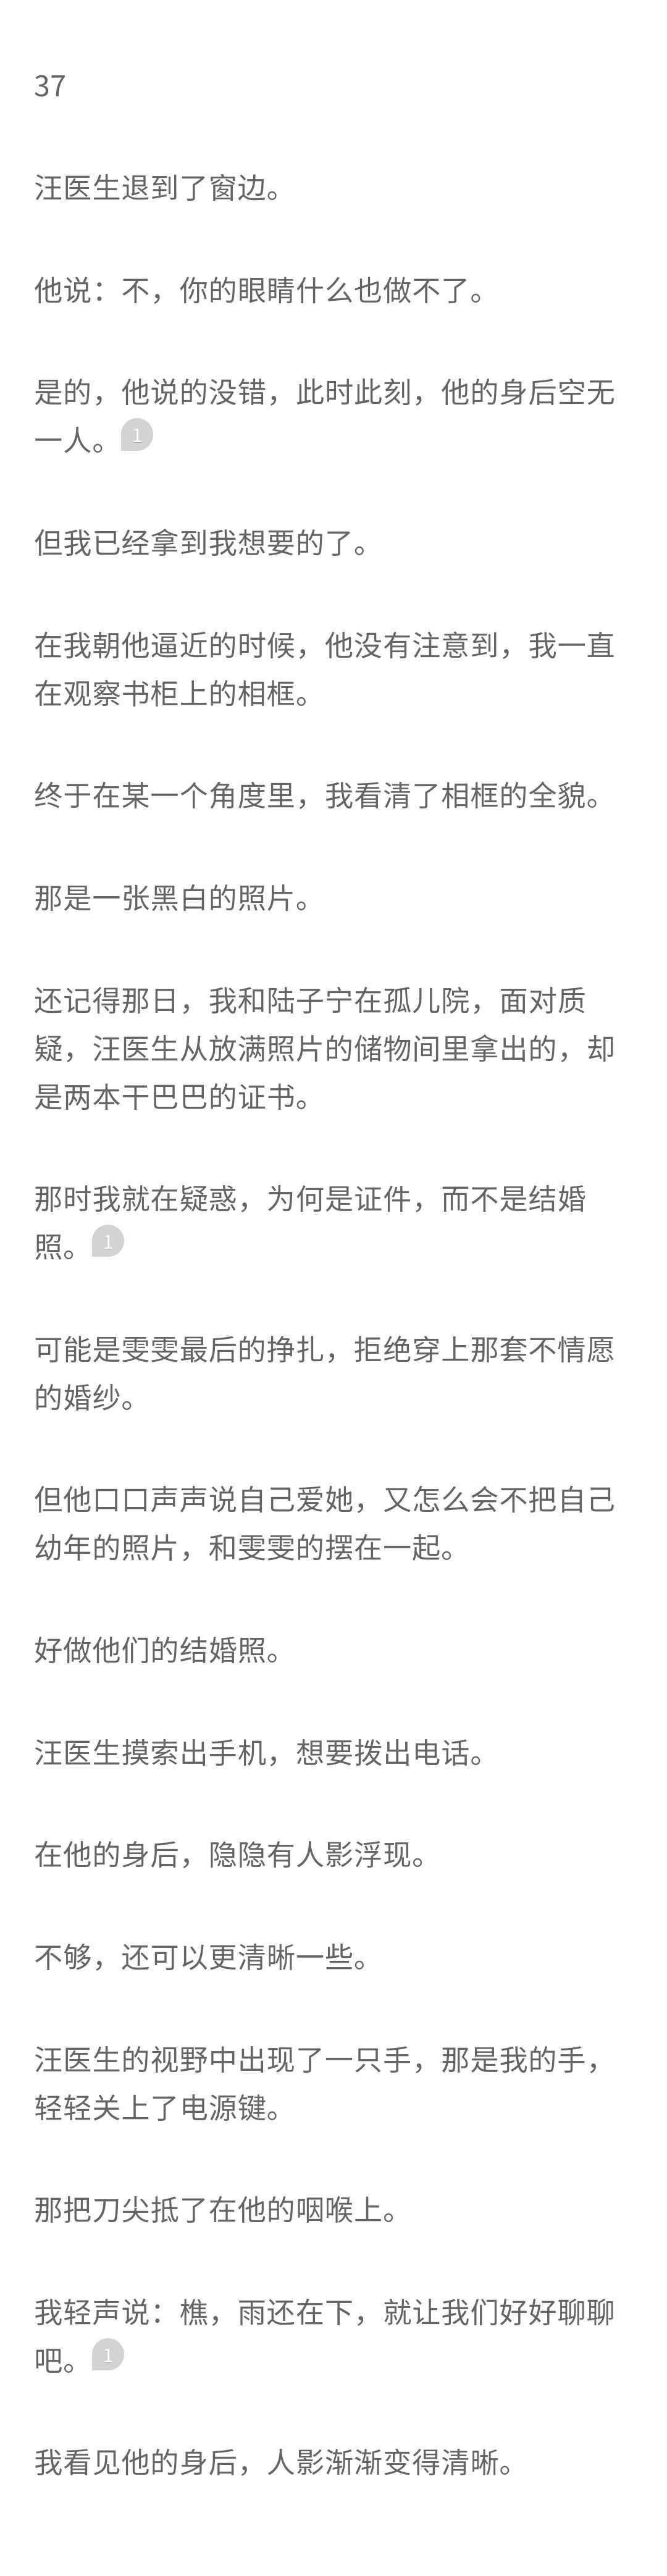 37
汪医生退到了窗边。
他说：不，你的眼睛什么也做不了。
是的，他说的没错，此时此刻，他的身后空无
一人。1
但我已经拿到我想要的了。
在我朝他逼近的时候，他没有注意到，我一直
在观察书柜上的相框。
终于在某一个角度里，我看清了相框的全貌。
那是一张黑白的照片。
还记得那日，我和陆子宁在孤儿院，面对质
疑，汪医生从放满照片的储物间里拿出的，却
是两本干巴巴的证书。
那时我就在疑惑，为何是证件，而不是结婚
照。1
可能是雯雯最后的挣扎，拒绝穿上那套不情愿
的婚纱。
但他口口声声说自己爱她，又怎么会不把自己
幼年的照片，和雯雯的摆在一起。
好做他们的结婚照。
汪医生摸索出手机，想要拨出电话。
在他的身后，隐隐有人影浮现。
不够，还可以更清晰一些。
汪医生的视野中出现了一只手，那是我的手，
轻轻关上了电源键。
那把刀尖抵了在他的咽喉上。
我轻声说：樵，雨还在下，就让我们好好聊聊
吧。1
我看见他的身后，人影渐渐变得清晰。